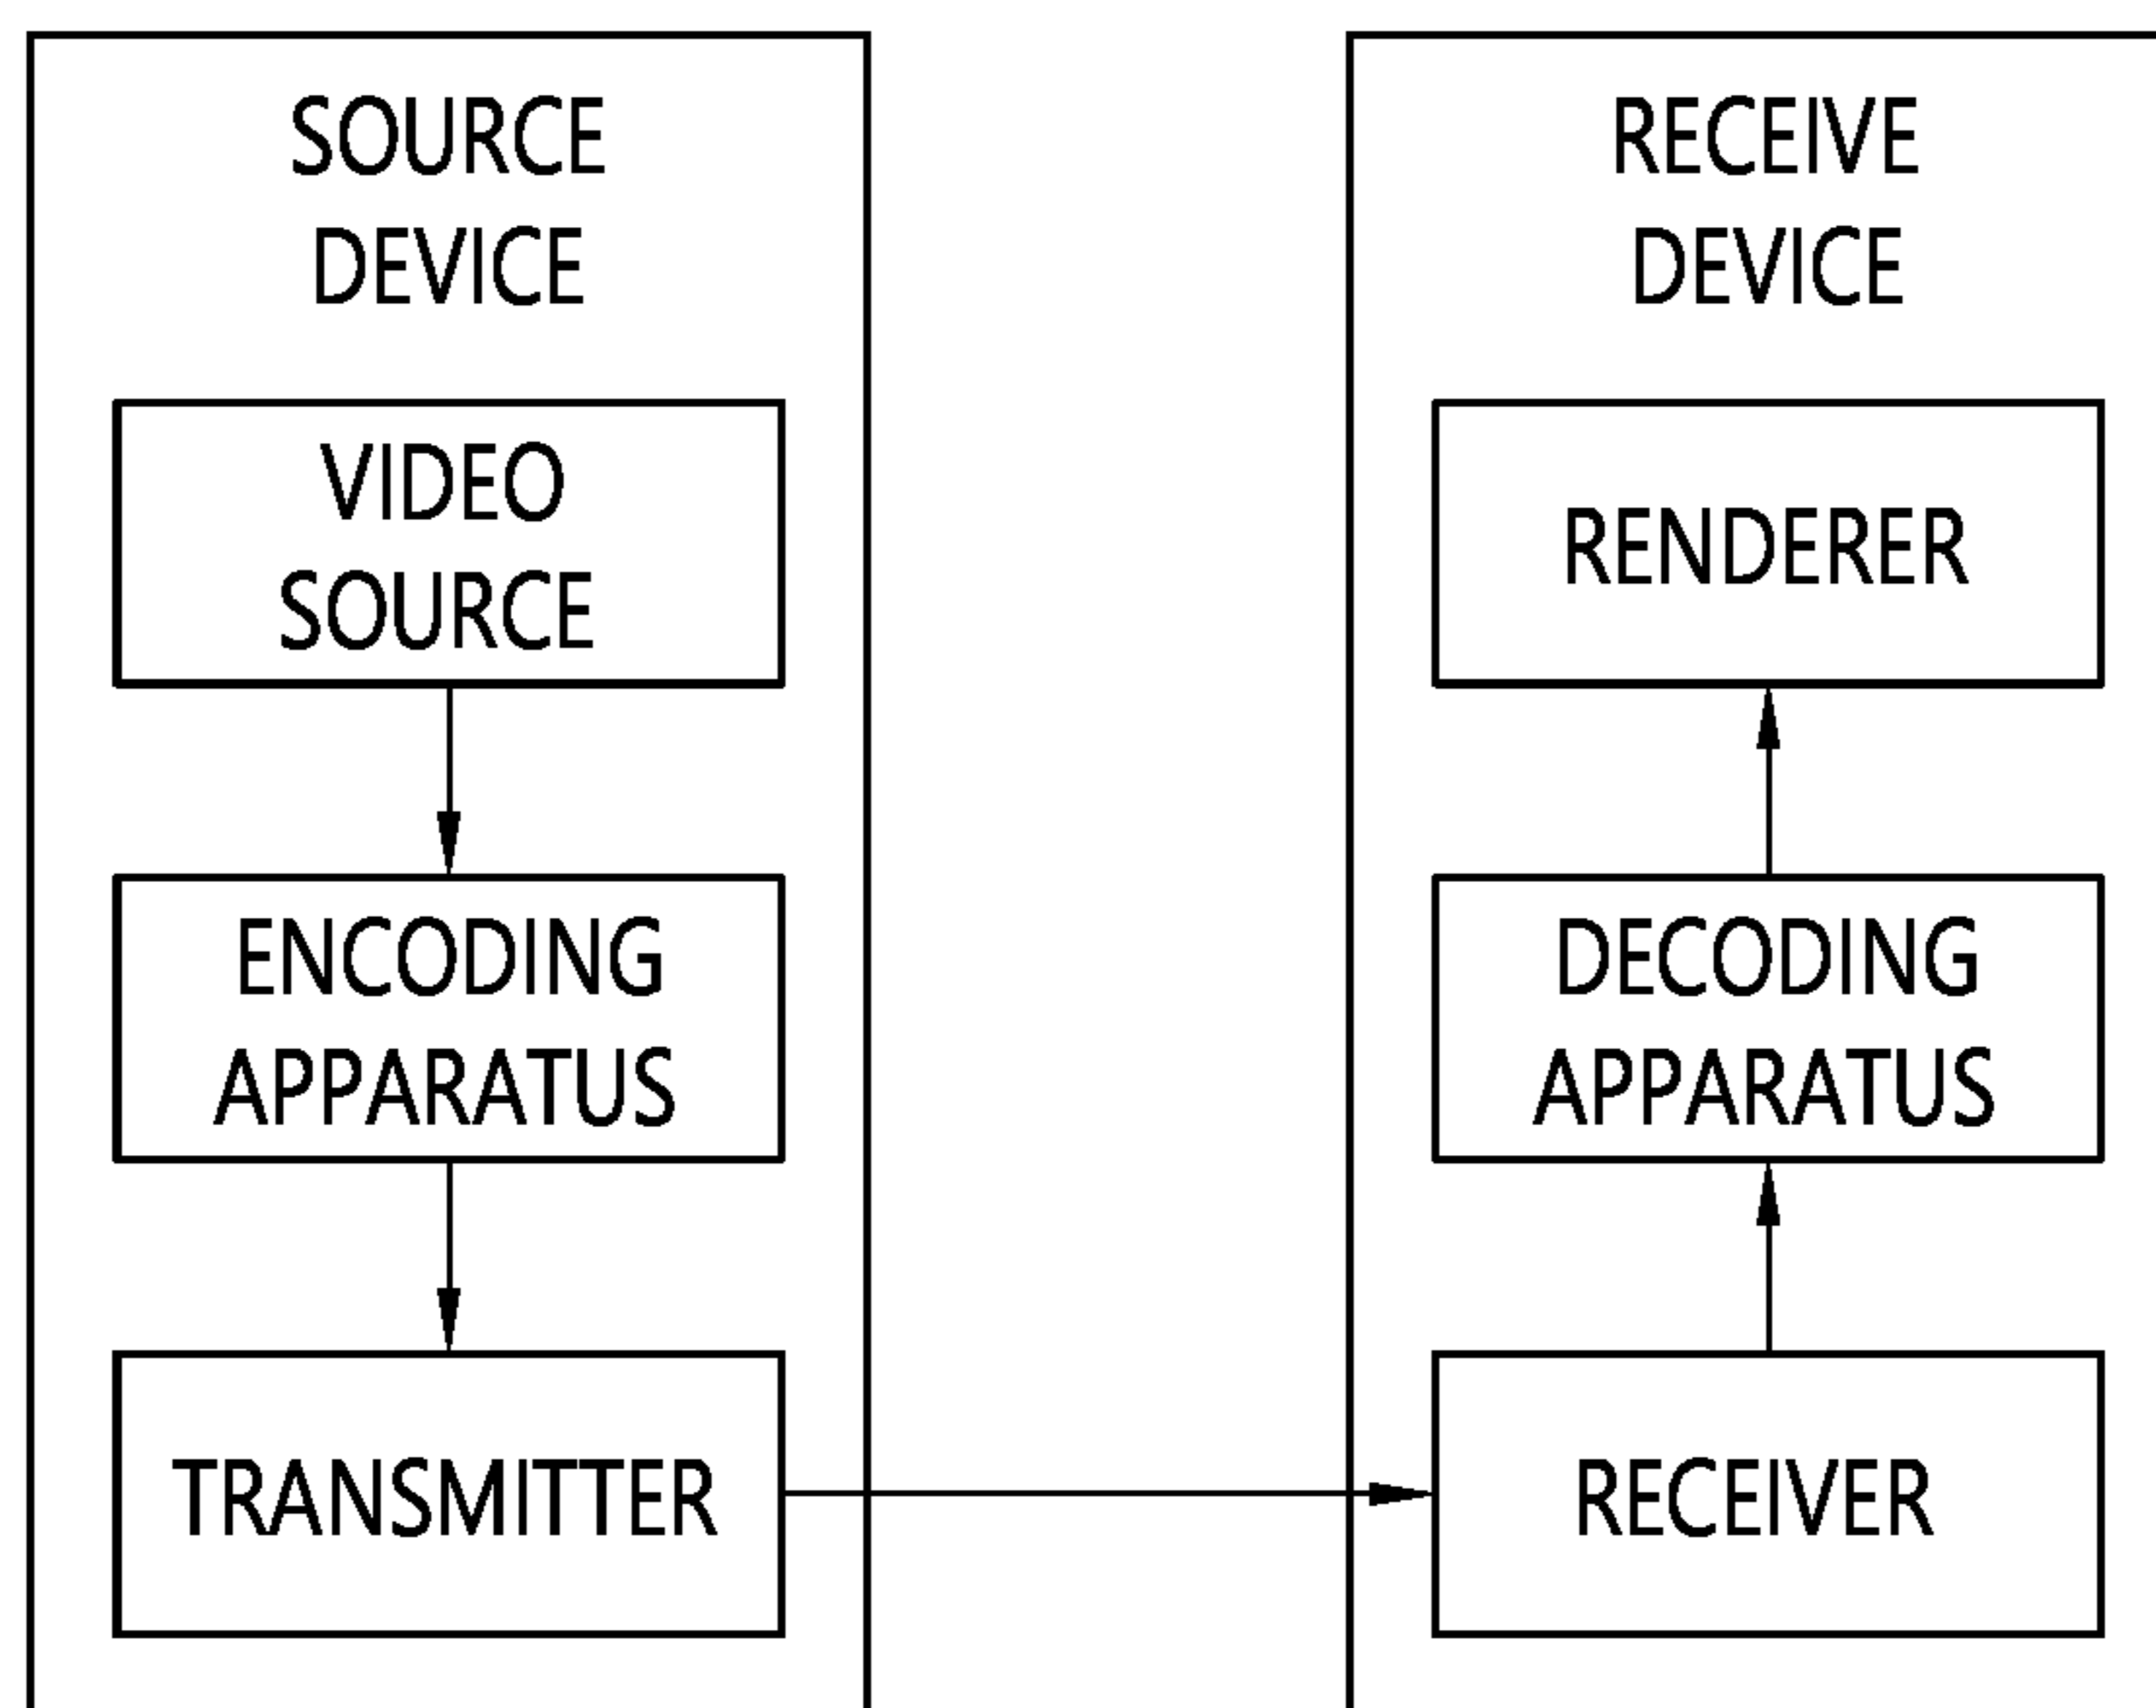 SOURCE
DEVICE
VIDEO
SOURCE
ENCODING
APPARATUS
TRANSMITTER
RECEIVE
DEVICE
RENDERER
DECODING
APPARATUS
RECEIVER